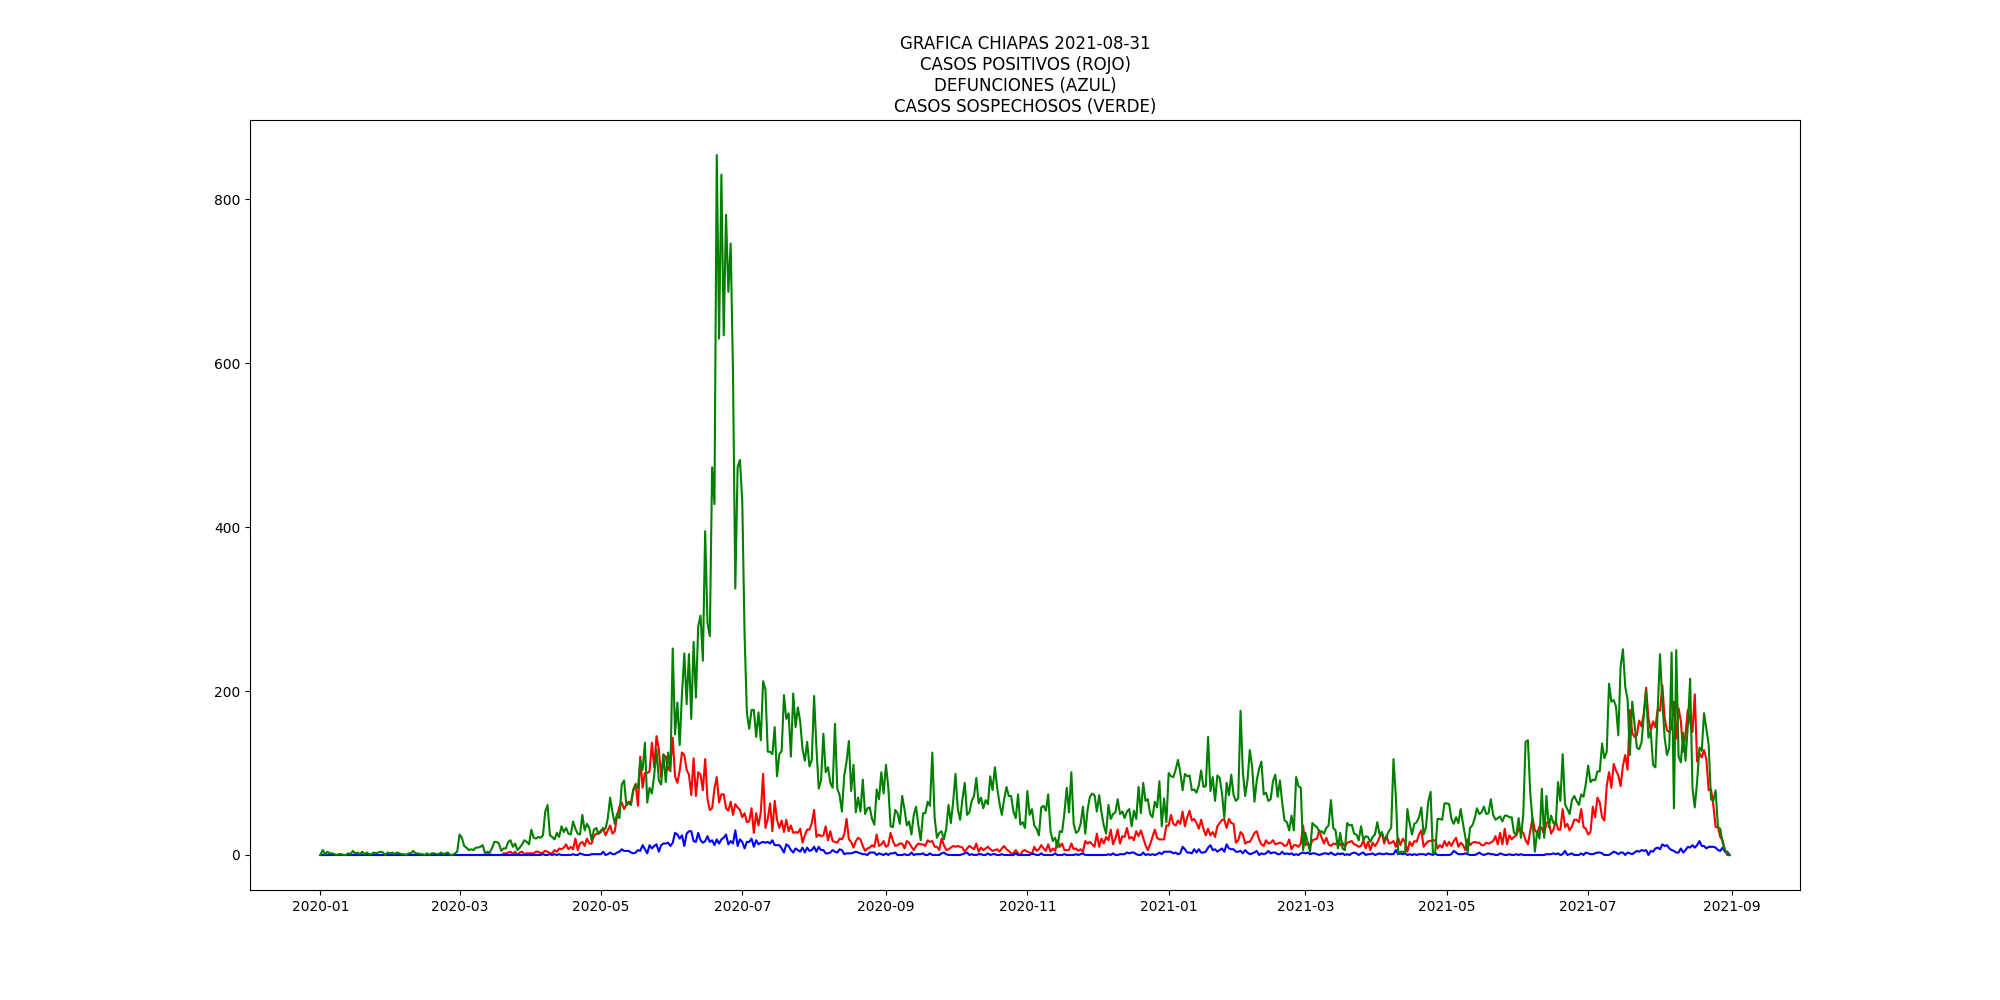 GRAFICA CHIAPAS 2021-08-31
CASOS POSITIVOS (ROJO)
DEFUNCIONES (AZUL)
CASOS SOSPECHOSOS (VERDE)
800
600
400
200
0
2020-01 2020-03 2020-05 2020-07 2020-09 2020-11 2021-01 2021-03 2021-05 2021-07 2021-09